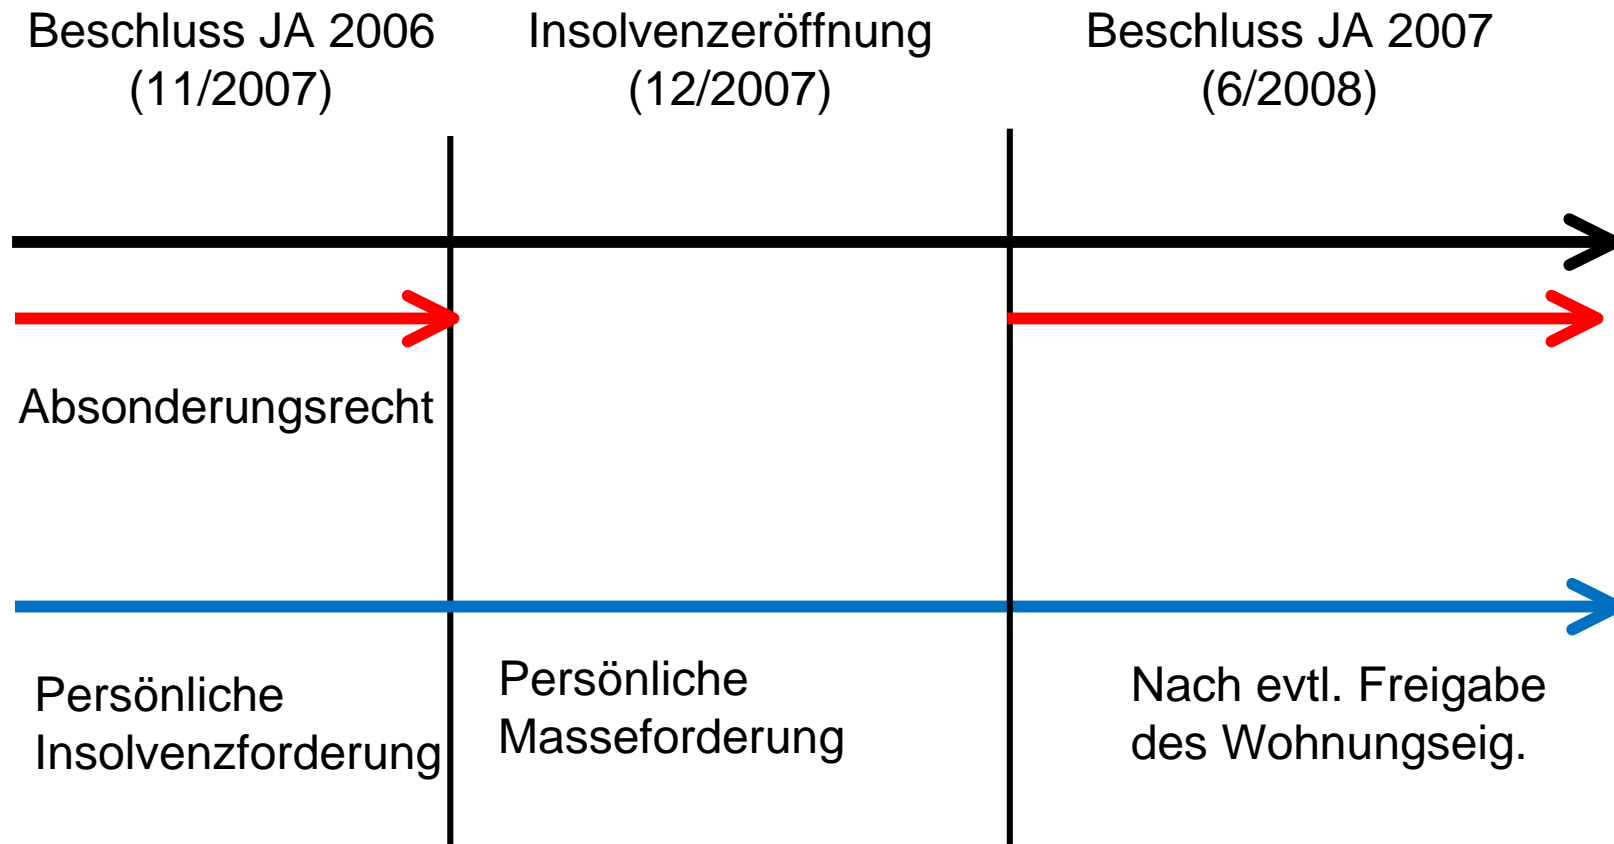 Beschluss JA 2006
(11/2007)
Insolvenzeröffnung
(12/2007)
Beschluss JA 2007
(6/2008)
Absonderungsrecht
Persönliche
Insolvenzforderung
Persönliche
Masseforderung
Nach evtl. Freigabe
des Wohnungseig.